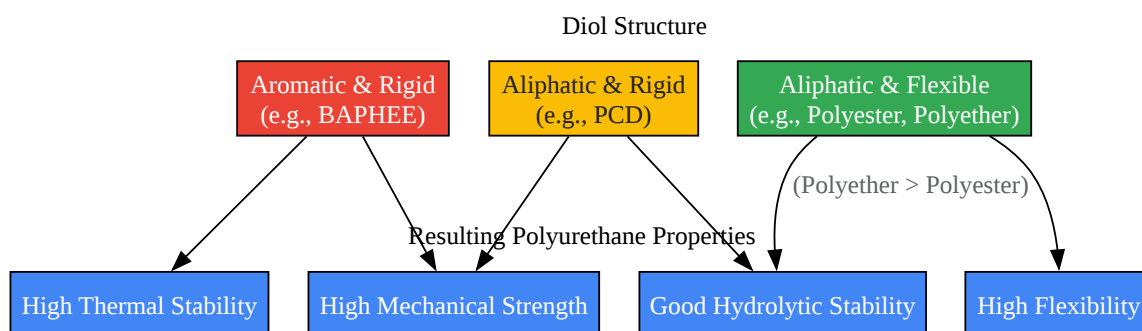 Diol Structure
Aromatic & Rigid
(e.g., BAPHEE)
Aliphatic & Rigid
(e.g., PCD)
Aliphatic & Flexible
(e.g., Polyester, Polyether)
(Polyether > Polyester)
Resulting Polyurethane Properties
High Thermal Stability
High Mechanical Strength
Good Hydrolytic Stability
High Flexibility